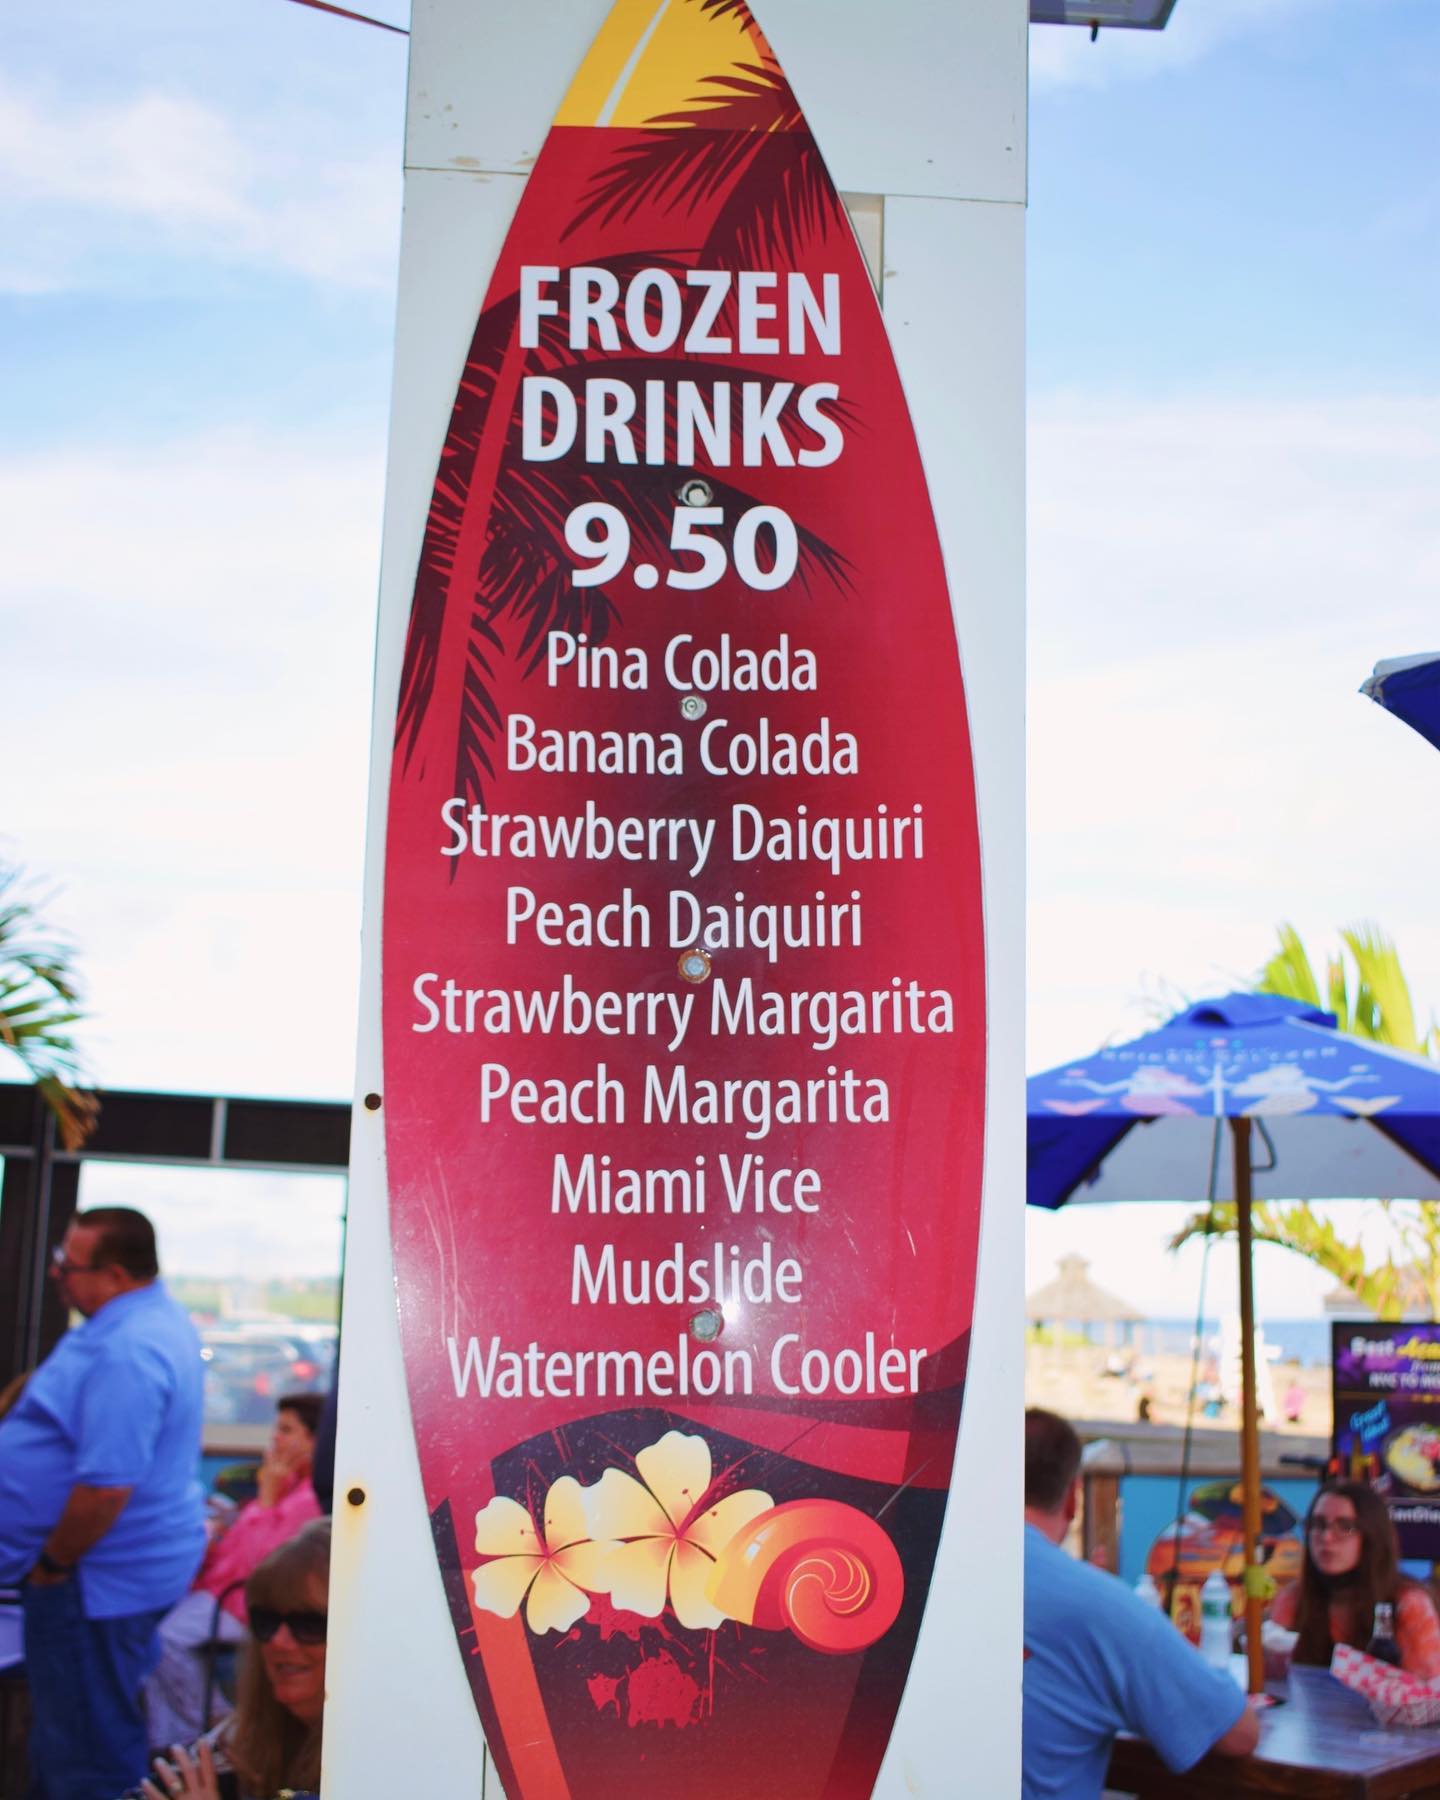 FROZEN
DRINKS
9.50
Pina Colada
Banana Colada
Strawberry Daiquiri
Peach Daiquiri
Strawberry Margarita
Peach Margarita
Miami Vice
Mudslide
Watermelon Cooler
Best